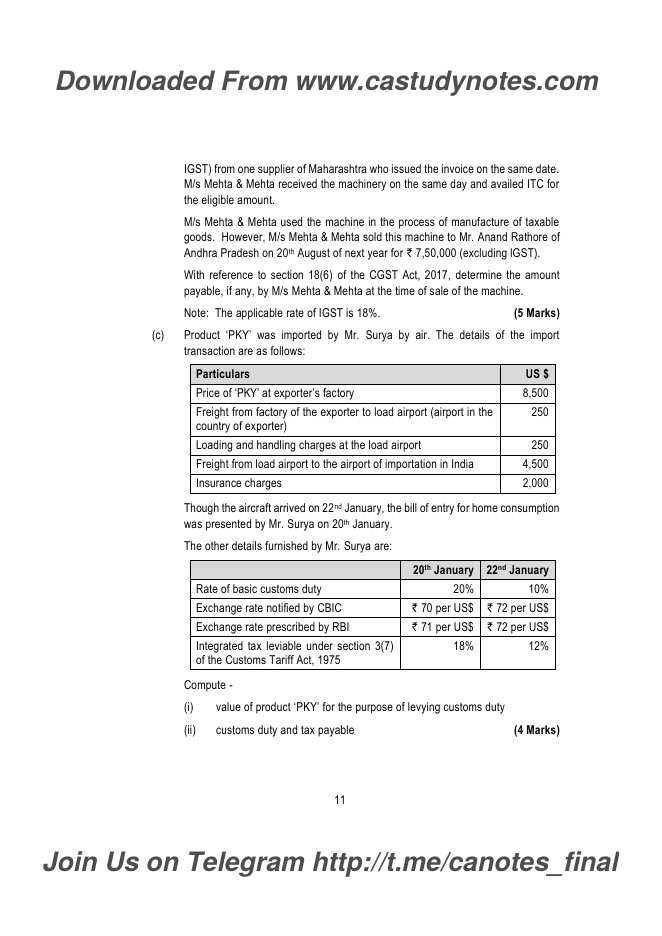 Downloaded From www.castudynotes.com
IGST) from one supplier of Maharashtra who issued the invoice on the same date.
M/s Mehta & Mehta received the machinery on the same day and availed ITC for
the eligible amount.
M/s Mehta & Mehta used the machine in the process of manufacture of taxable
goods. However, M/s Mehta & Mehta sold this machine to Mr. Anand Rathore of
Andhra Pradesh on 20th August of next year for ₹ 7,50,000 (excluding IGST).
With reference to section 18(6) of the CGST Act, 2017, determine the amount
payable, if any, by M/s Mehta & Mehta at the time of sale of the machine.
Note: The applicable rate of IGST is 18%. (5 Marks)
(c) Product ‘PKY’ was imported by Mr. Surya by air. The details of the import
transaction are as follows:
Particulars US $
Price of ‘PKY’ at exporter’s factory 8,500
Freight from factory of the exporter to load airport (airport in the 250
country of exporter)
Loading and handling charges at the load airport 250
Freight from load airport to the airport of importation in India 4,500
Insurance charges 2,000
Though the aircraft arrived on 22nd January, the bill of entry for home consumption
was presented by Mr. Surya on 20th January.
The other details furnished by Mr. Surya are:
20th January 22nd January
Rate of basic customs duty 20% 10%
Exchange rate notified by CBIC ₹ 70 per US$ ₹ 72 per US$
Exchange rate prescribed by RBI ₹ 71 per US$ ₹ 72 per US$
Integrated tax leviable under section 3(7) 18% 12%
of the Customs Tariff Act, 1975
Compute -
(i) value of product ‘PKY’ for the purpose of levying customs duty
(ii) customs duty and tax payable (4 Marks)
11
Join Us on Telegram http://t.me/canotes_final